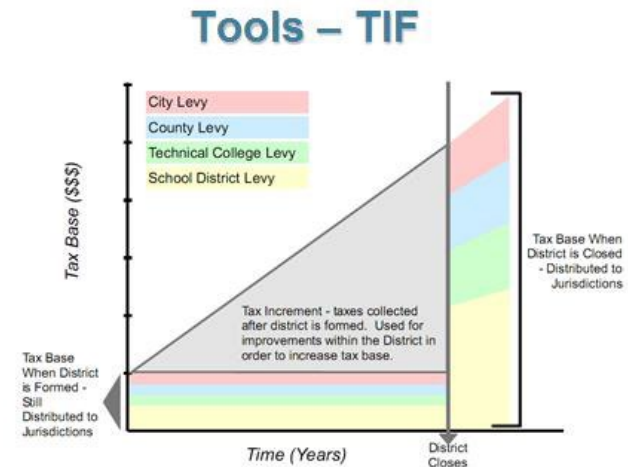 Tools – TIF
City Levy
County Levy
Technical College Levy
School District Levy
Tax Base ($$$)
Tax Increment - taxes collected
after district is formed. Used for
improvements within the District in
order to increase tax base.
Tax Base When
District is Closed
- Distributed to
Jurisdictions
Tax Base
When District
is Formed -
Still
Distributed to
Jurisdictions
Time (Years)
District
Closes